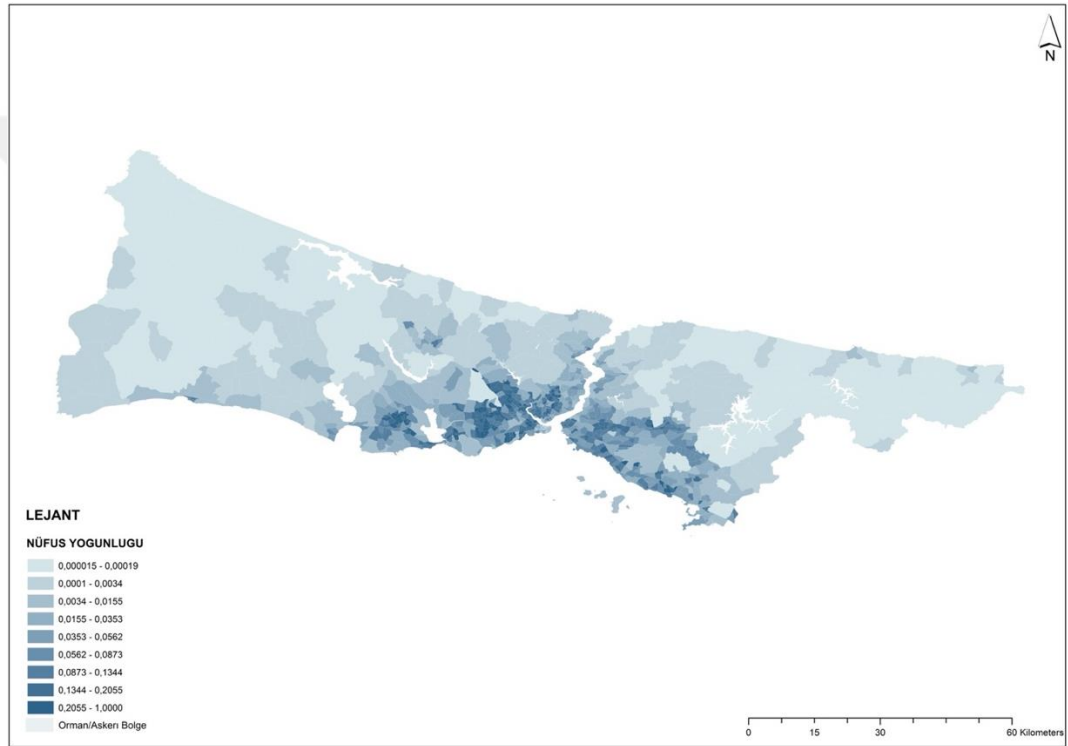 N
LEJANT
NÜFUS YOGUNLUGU
0,000015 - 0,00019
0,0001 - 0,0034
0,0034 - 0,0155
0,0155 - 0,0353
0,0353 - 0,0562
0,0562 - 0,0873
0,0873 - 0,1344
0,1344 - 0,2055
0,2055 - 1,0000
Orman/Askerı Bolge
0 15 30 60 Kilometers